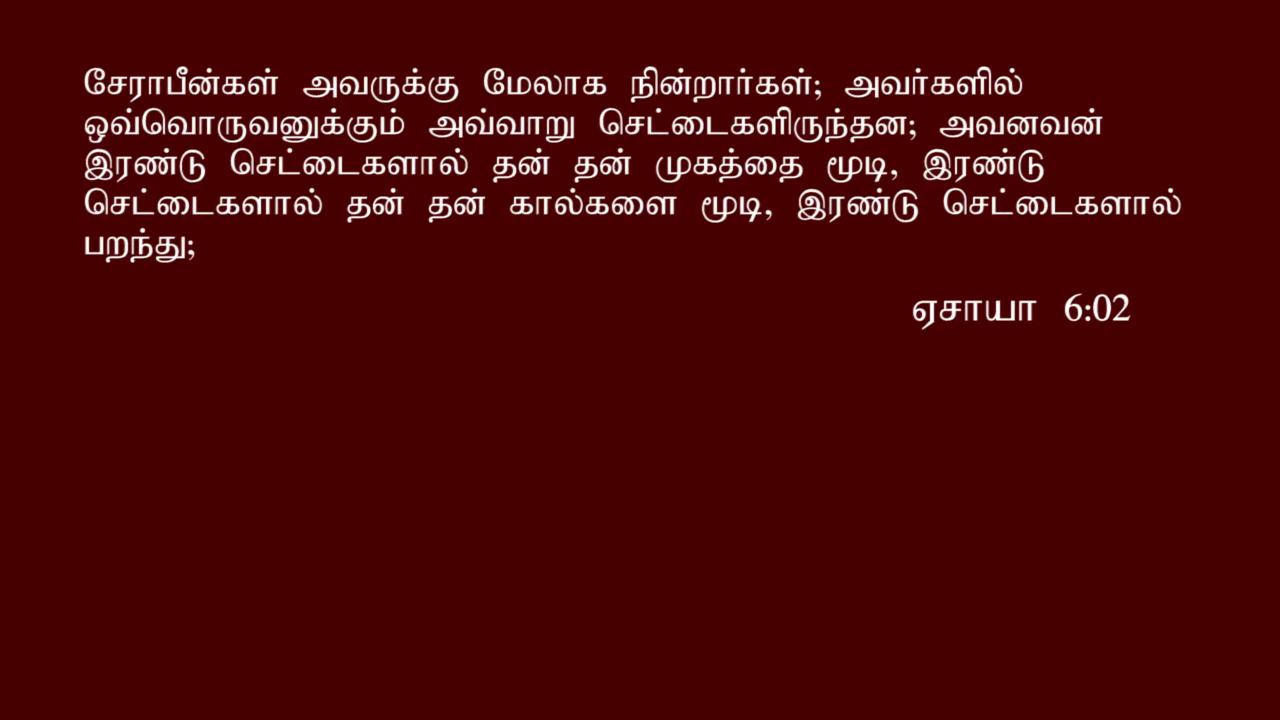 சேராபீன்கள் அவருக்கு மேலாக நின்றார்கள்; அவர்களில்
ஒவ்வொருவனுக்கும் அவ்வாறு செட்டைகளிருந்தன; அவனவன்
இரண்டு செட்டைகளால் தன் தன் முகத்தை மூடி, இரண்டு
செட்டைகளால் தன் தன் கால்களை மூடி, இரண்டு செட்டைகளால்
பறந்து;
ஏசாயா 6:02